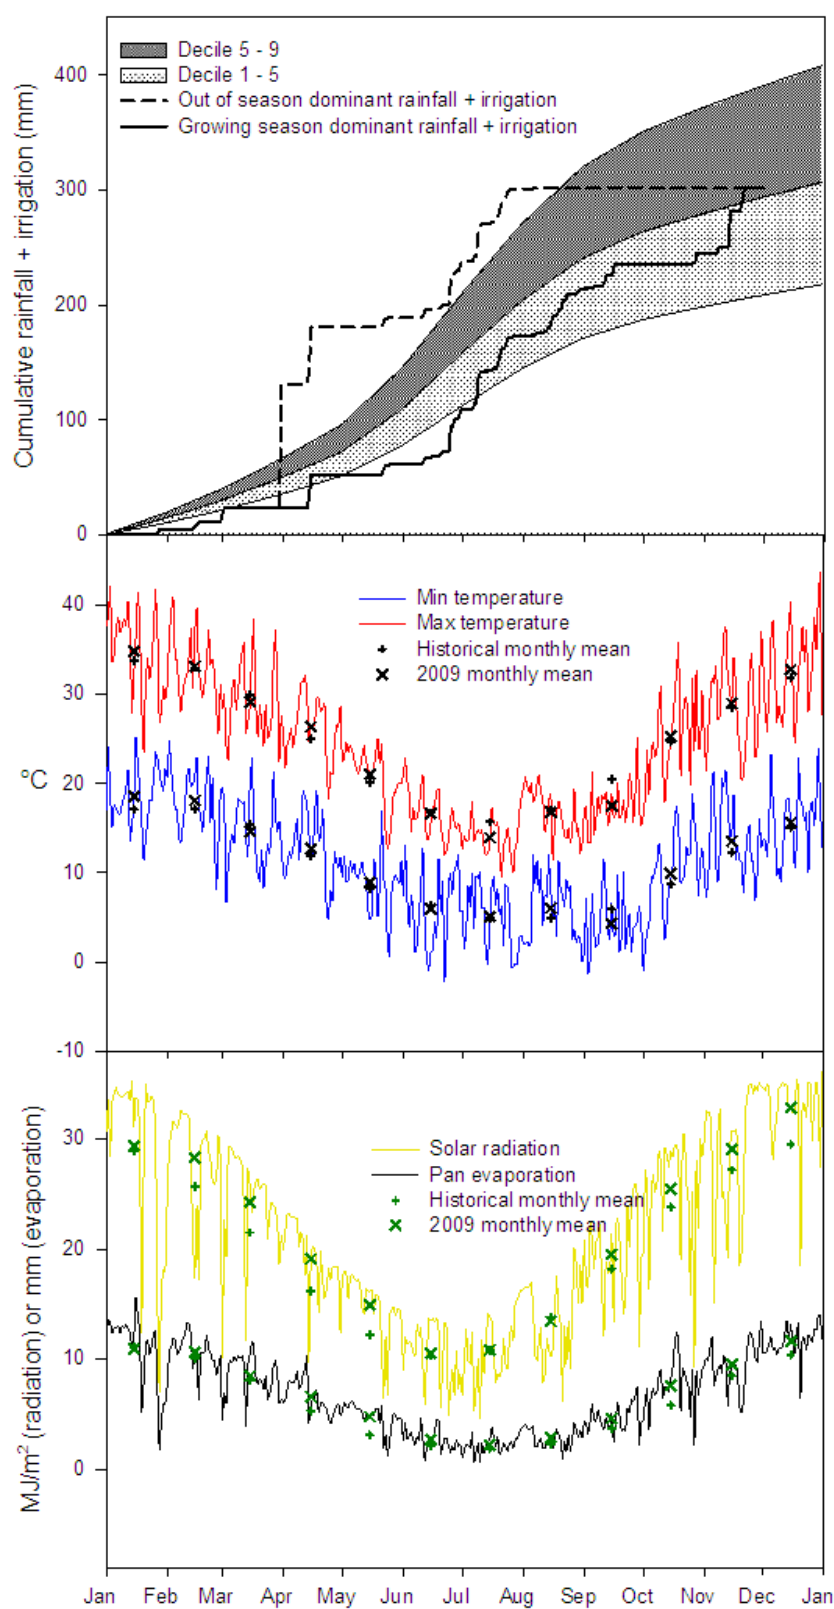 Decile 5 - 9
Decile 1 - 5
Out of season dominant rainfall + irrigation
Growing season dominant rainfall + irrigation
Cumulative rainfall + irrigation (mm)
400
300
200
100
0
Min temperature
Max temperature
Historical monthly mean
2009 monthly mean
°C
40
30
20
10
0
-10
Solar radiation
Pan evaporation
Historical monthly mean
2009 monthly mean
MJ/m² (radiation) or mm (evaporation)
30
20
10
0
Jan Feb Mar Apr May Jun Jul Aug Sep Oct Nov Dec Jan